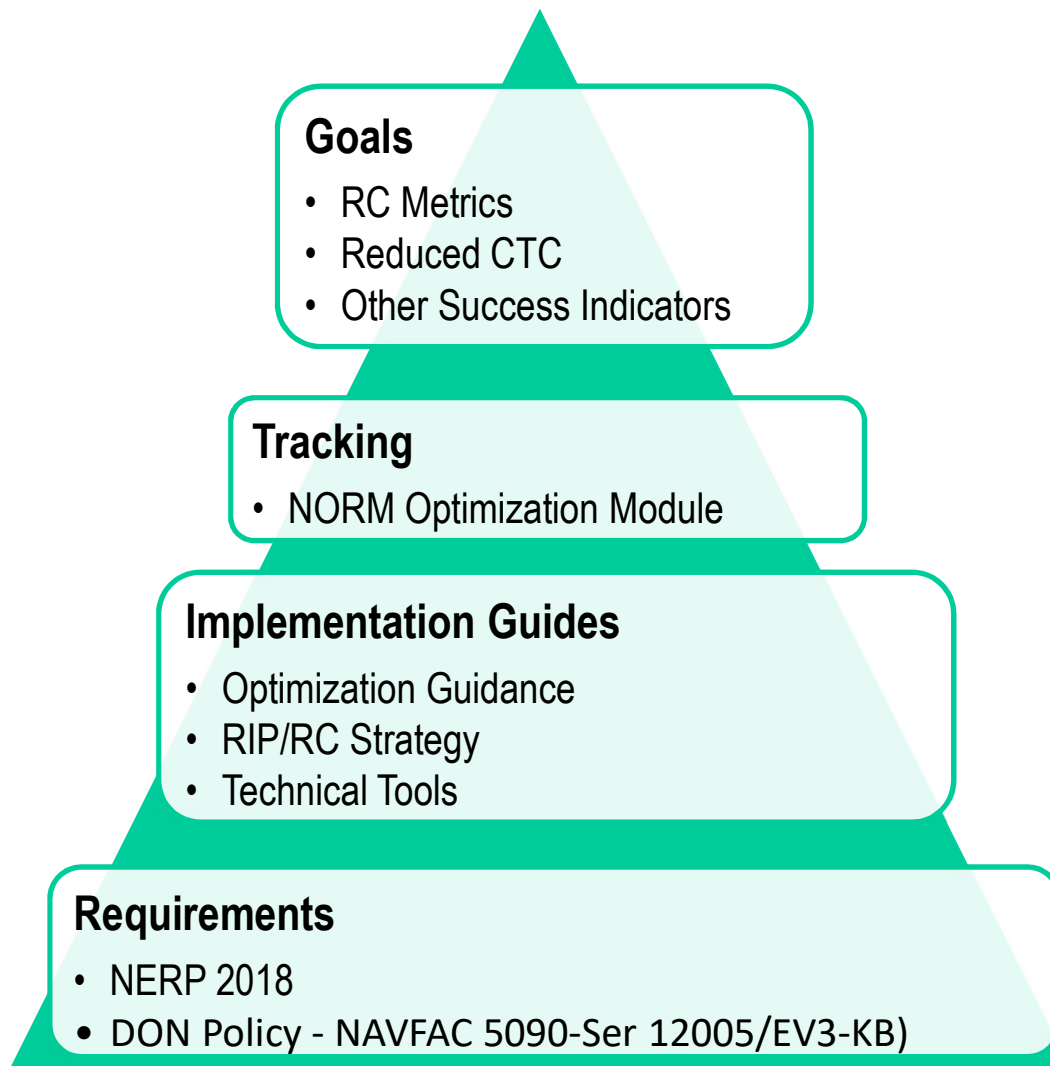 Goals
• RC Metrics
• Reduced CTC
• Other Success Indicators
Tracking
• NORM Optimization Module
Implementation Guides
• Optimization Guidance
• RIP/RC Strategy
• Technical Tools
Requirements
• NERP 2018
• DON Policy - NAVFAC 5090-Ser 12005/EV3-KB)